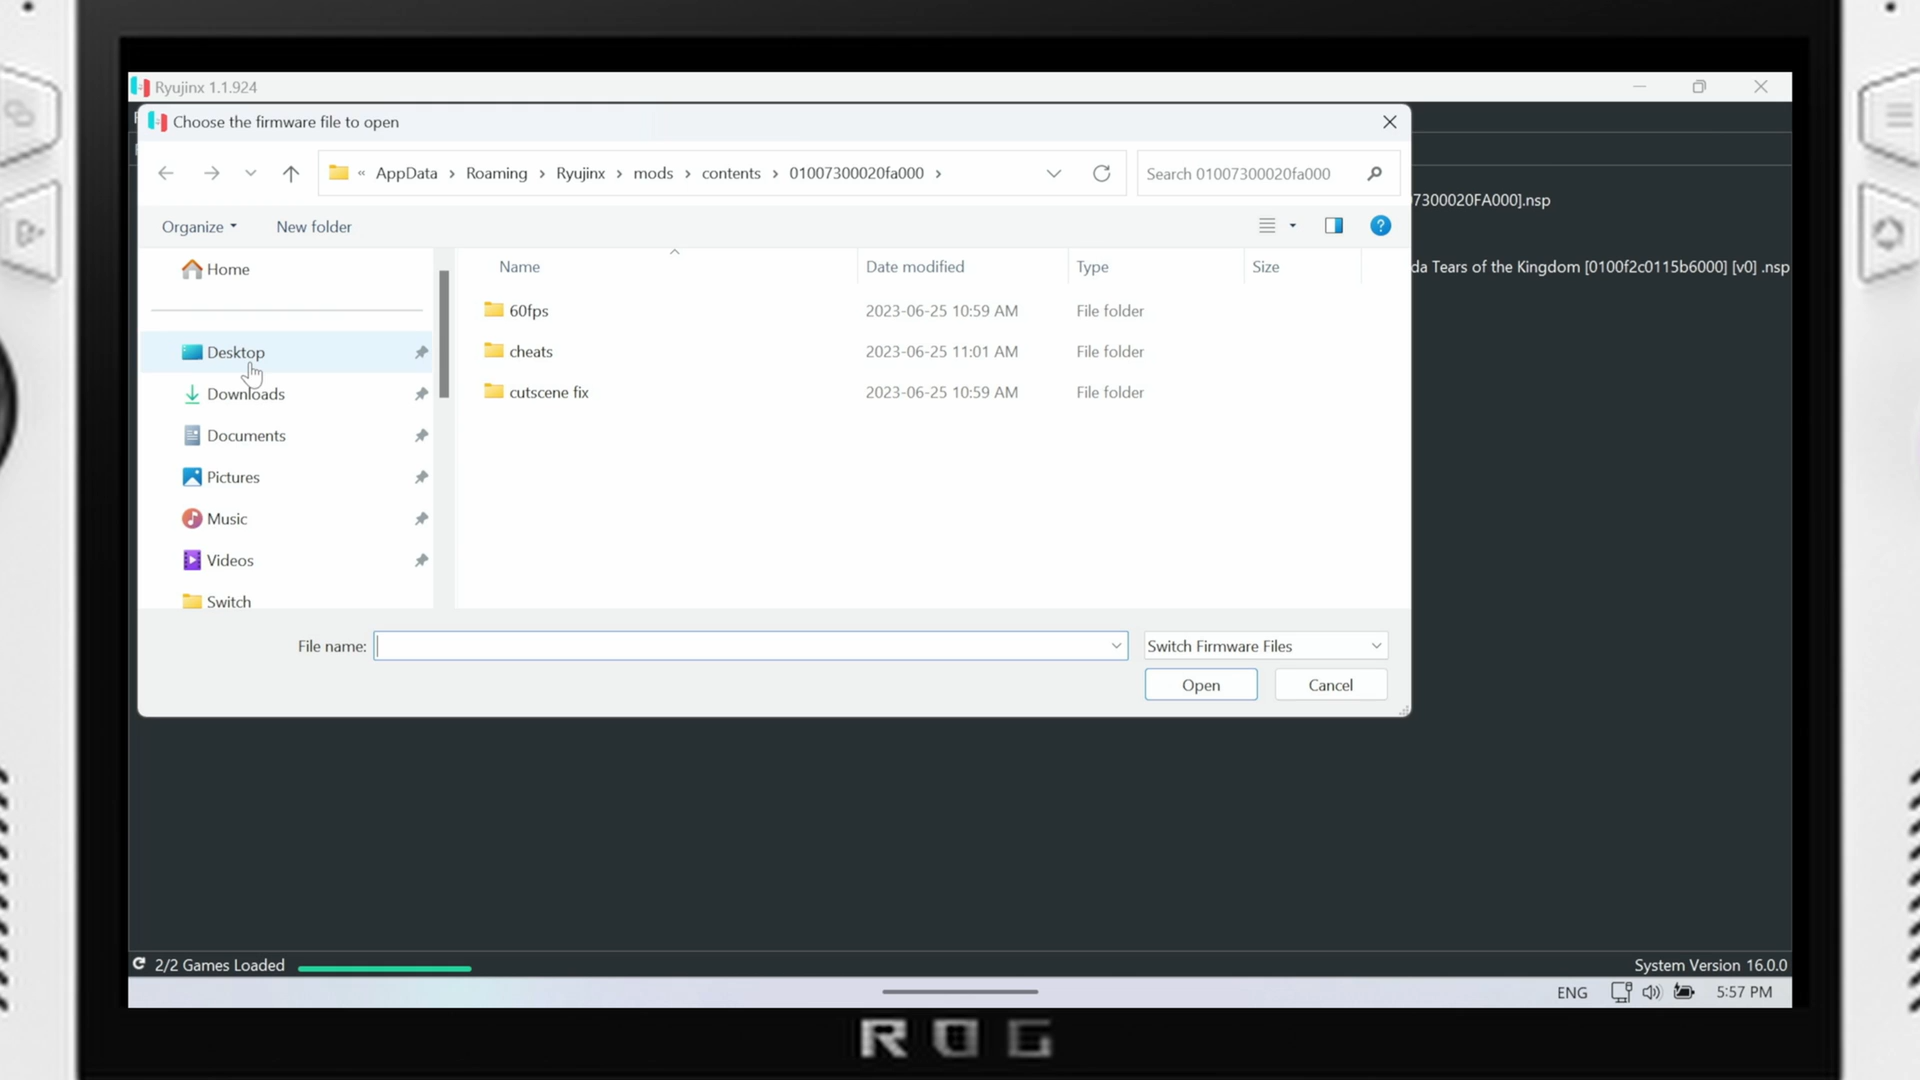 Ryujinx 1.1.924
Choose the firmware file to open
« AppData > Roaming > Ryujinx > mods > contents > 01007300020fa000 >
Search 01007300020fa000
7300020FA000].nsp
Organize
New folder
?
Home
Name
Date modified
Type
Size
da Tears of the Kingdom [0100f2c0115b6000] [v0] .nsp
60fps
2023-06-25 10:59 AM
File folder
Desktop
cheats
2023-06-25 11:01 AM
File folder
Downloads
cutscene fix
2023-06-25 10:59 AM
File folder
Documents
Pictures
Music
Videos
Switch
File name:
Switch Firmware Files
Open
Cancel
2/2 Games Loaded
System Version 16.0.0
ENG
5:57 PM
ROG